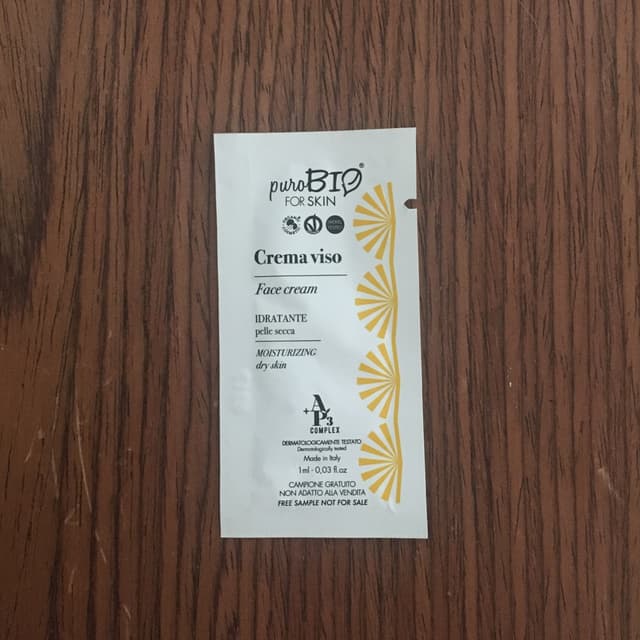 puroBIO®
FOR SKIN
Crema viso
Face cream
IDRATANTE
pelle secca
MOISTURIZING
dry skin
+A/P3
COMPLEX
DERMATOLOGICAMENTE TESTATO
Dermatologically tested
Made in Italy
1ml - 0,03 fl.oz
CAMPIONE GRATUITO
NON ADATTO ALLA VENDITA
FREE SAMPLE NOT FOR SALE